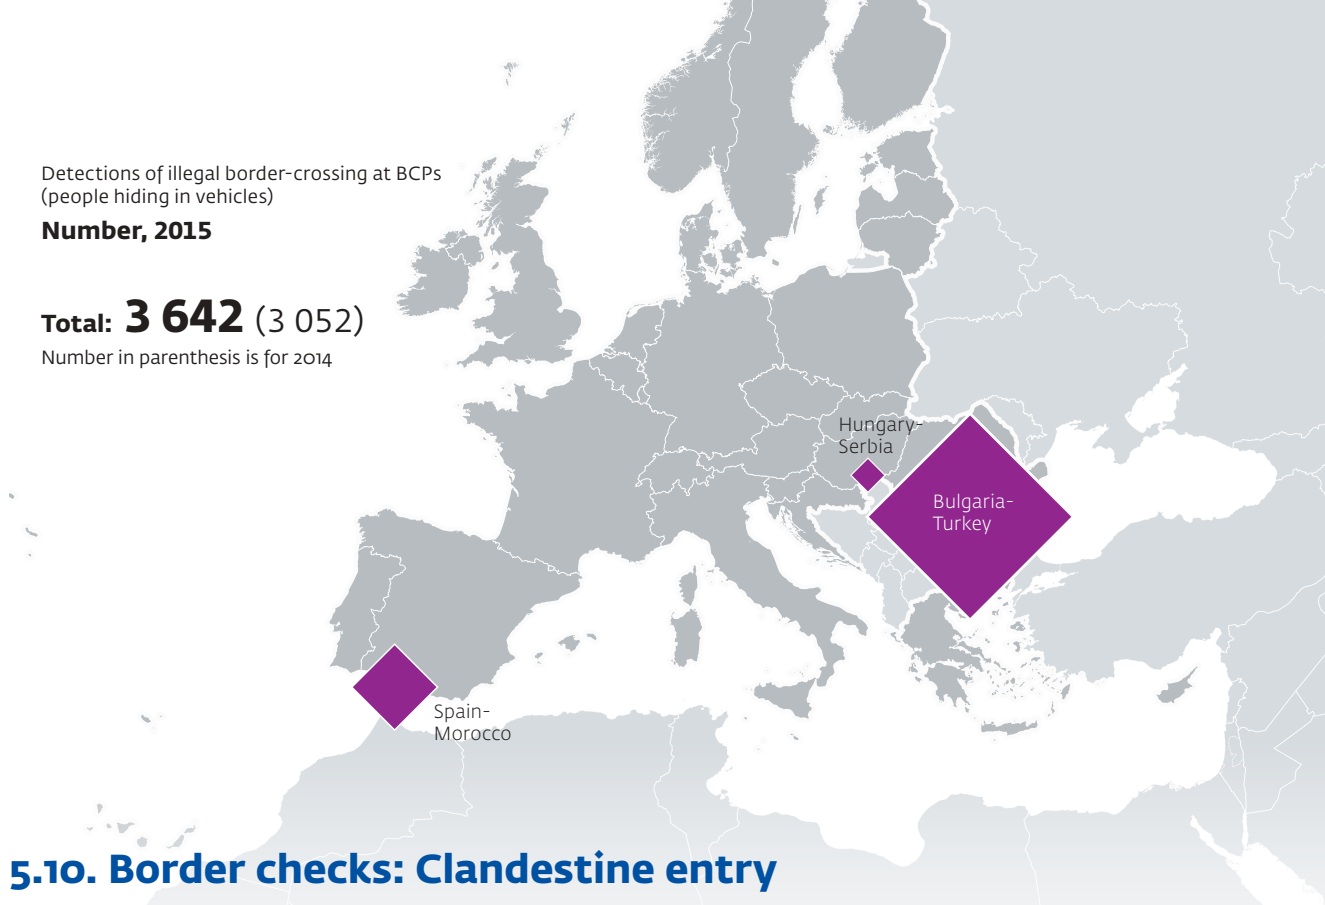 Detections of illegal border-crossing at BCPs
(people hiding in vehicles)
Number, 2015
Total: 3 642 (3 052)
Number in parenthesis is for 2014
Hungary-
Serbia
Bulgaria-
Turkey
Spain-
Morocco
5.10. Border checks: Clandestine entry